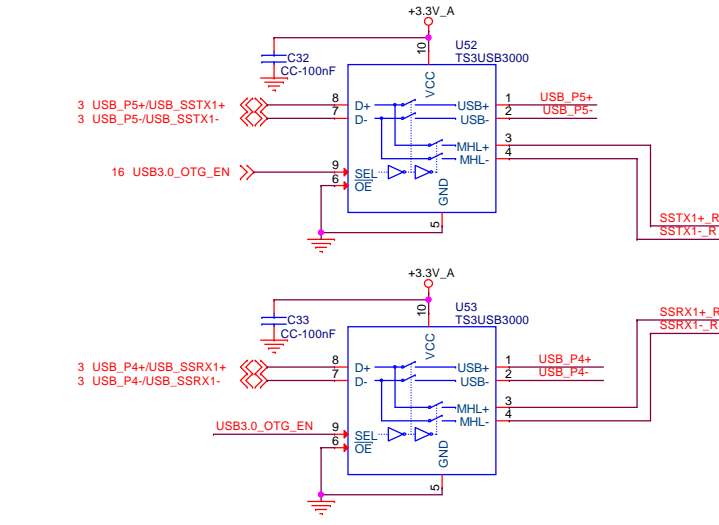 +3.3V_A
C32
CC-100nF
10
U52
TS3USB3000
VCC
3 USB_P5+/USB_SSTX1+
8 D+
USB+ 1 USB_P5+
3 USB_P5-/USB_SSTX1-
7 D-
USB- 2 USB_P5-
MHL+ 3
MHL- 4
16 USB3.0_OTG_EN
9 SEL
6 OE
GND
5
SSTX1+_R
SSTX1-_R
+3.3V_A
C33
CC-100nF
10
U53
TS3USB3000
VCC
SSRX1+_R
SSRX1-_R
3 USB_P4+/USB_SSRX1+
8 D+
USB+ 1 USB_P4+
3 USB_P4-/USB_SSRX1-
7 D-
USB- 2 USB_P4-
MHL+ 3
MHL- 4
USB3.0_OTG_EN
9 SEL
6 OE
GND
5